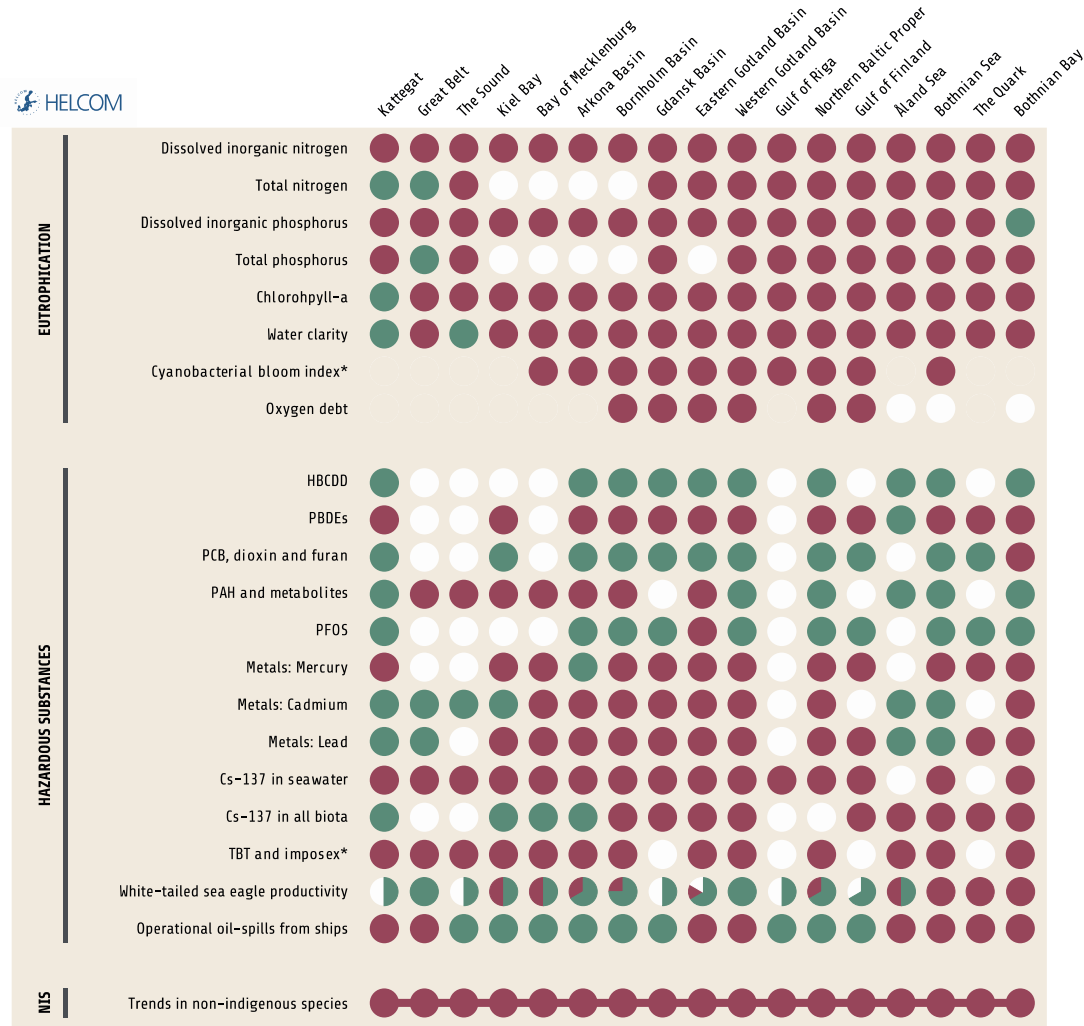 HELCOM
Kattegat
Great Belt
The Sound
Kiel Bay
Bay of Mecklenburg
Arkona Basin
Bornholm Basin
Gdansk Basin
Eastern Gotland Basin
Western Gotland Basin
Gulf of Riga
Northern Baltic Proper
Gulf of Finland
Åland Sea
Bothnian Sea
The Quark
Bothnian Bay
EUTROPHICATION
Dissolved inorganic nitrogen
Total nitrogen
Dissolved inorganic phosphorus
Total phosphorus
Chlorohpyll-a
Water clarity
Cyanobacterial bloom index*
Oxygen debt
HAZARDOUS SUBSTANCES
HBCDD
PBDEs
PCB, dioxin and furan
PAH and metabolites
PFOS
Metals: Mercury
Metals: Cadmium
Metals: Lead
Cs-137 in seawater
Cs-137 in all biota
TBT and imposex*
White-tailed sea eagle productivity
Operational oil-spills from ships
NIS
Trends in non-indigenous species